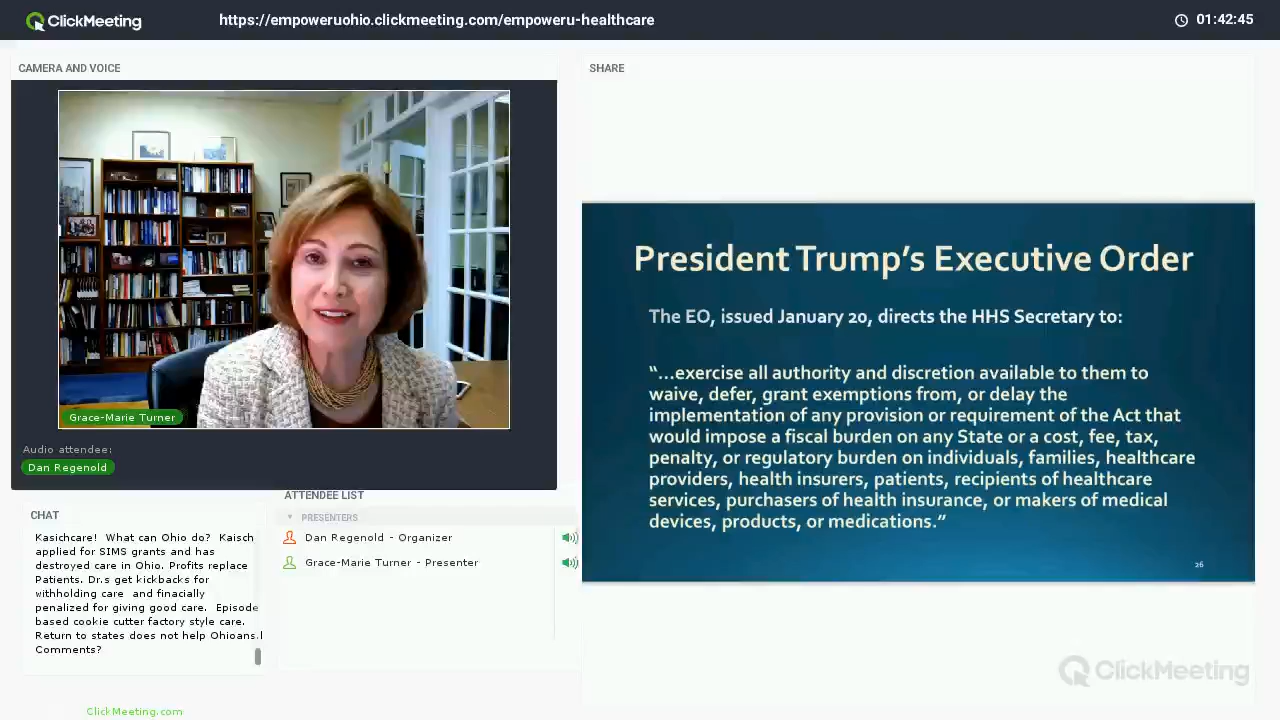 ClickMeeting
https://empoweruohio.clickmeeting.com/empoweru-healthcare
01:42:45
CAMERA AND VOICE
Grace-Marie Turner
Audio attendee:
Dan Regenold
CHAT
Kasichcare! What can Ohio do? Kaisch
applied for SIMS grants and has
destroyed care in Ohio. Profits replace
Patients. Dr.s get kickbacks for
withholding care and finacially
penalized for giving good care. Episode
based cookie cutter factory style care.
Return to states does not help Ohioans.
Comments?
ATTENDEE LIST
PRESENTERS
Dan Regenold - Organizer
Grace-Marie Turner - Presenter
ClickMeeting.com
SHARE
President Trump's Executive Order
The EO, issued January 20, directs the HHS Secretary to:
"...exercise all authority and discretion available to them to
waive, defer, grant exemptions from, or delay the
implementation of any provision or requirement of the Act that
would impose a fiscal burden on any State or a cost, fee, tax,
penalty, or regulatory burden on individuals, families, healthcare
providers, health insurers, patients, recipients of healthcare
services, purchasers of health insurance, or makers of medical
devices, products, or medications."
26
ClickMeeting